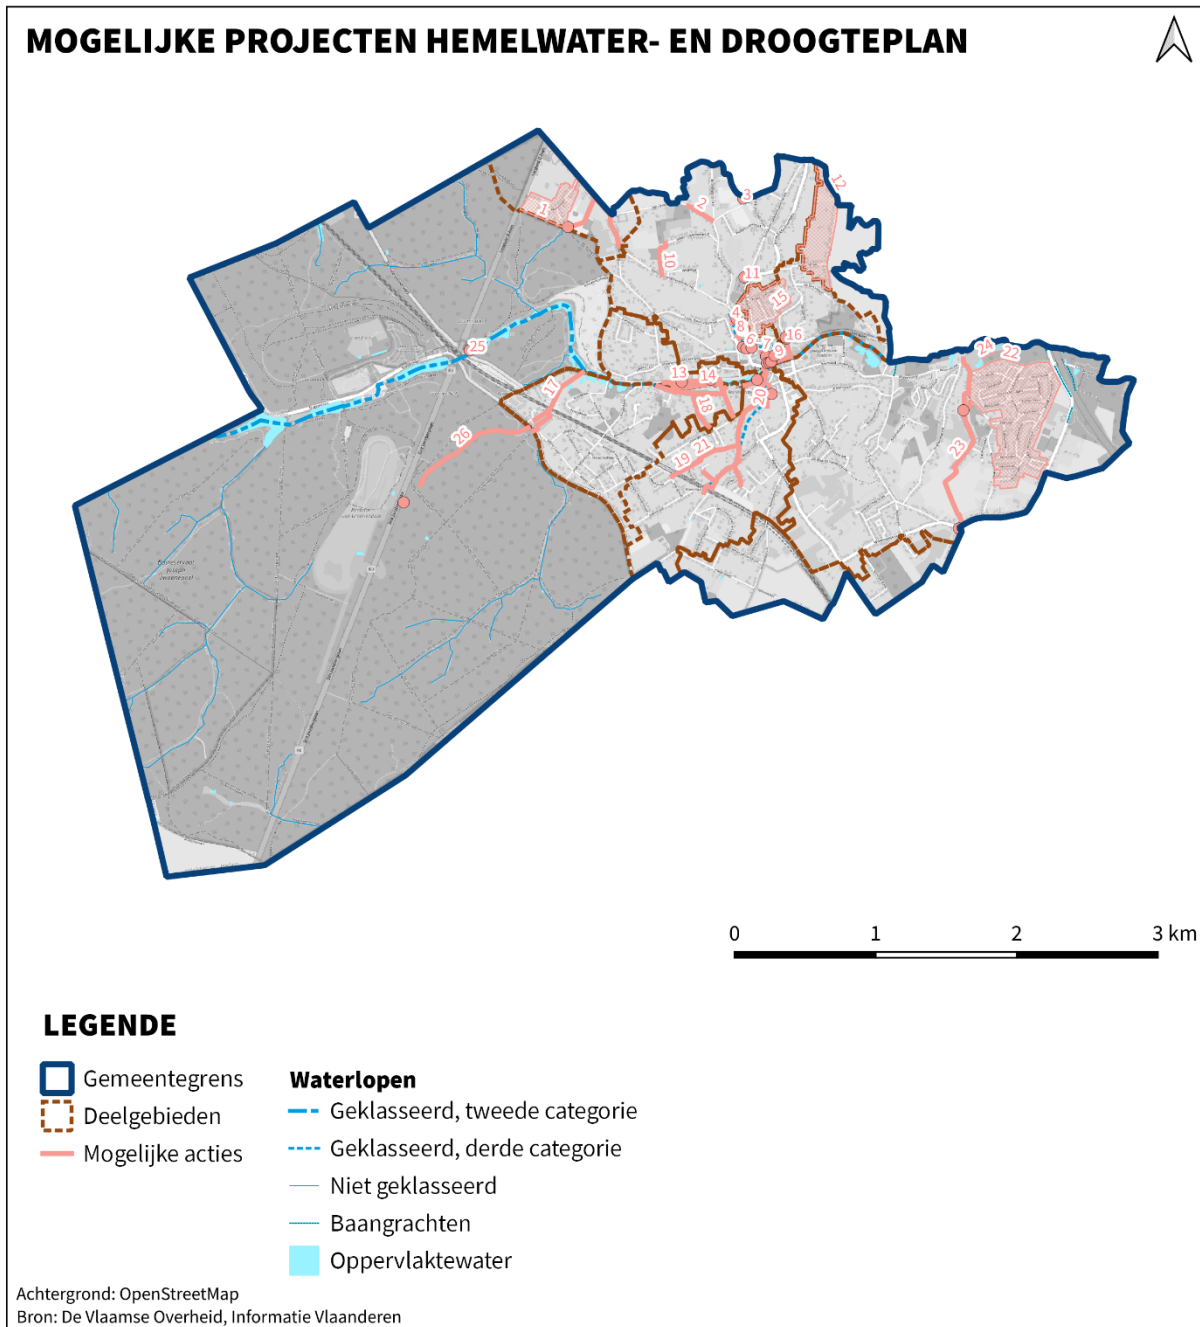 MOGELIJKE PROJECTEN HEMELWATER- EN DROOGTEPLAN
1
2
3
12
10
11
15
4
8
6
7
9
16
25
13
14
17
18
20
26
19
21
24
22
23
0 1 2 3 km
LEGENDE
Gemeentegrens
Deelgebieden
Mogelijke acties
Waterlopen
Geklasseerd, tweede categorie
Geklasseerd, derde categorie
Niet geklasseerd
Baangrachten
Oppervlaktewater
Achtergrond: OpenStreetMap
Bron: De Vlaamse Overheid, Informatie Vlaanderen